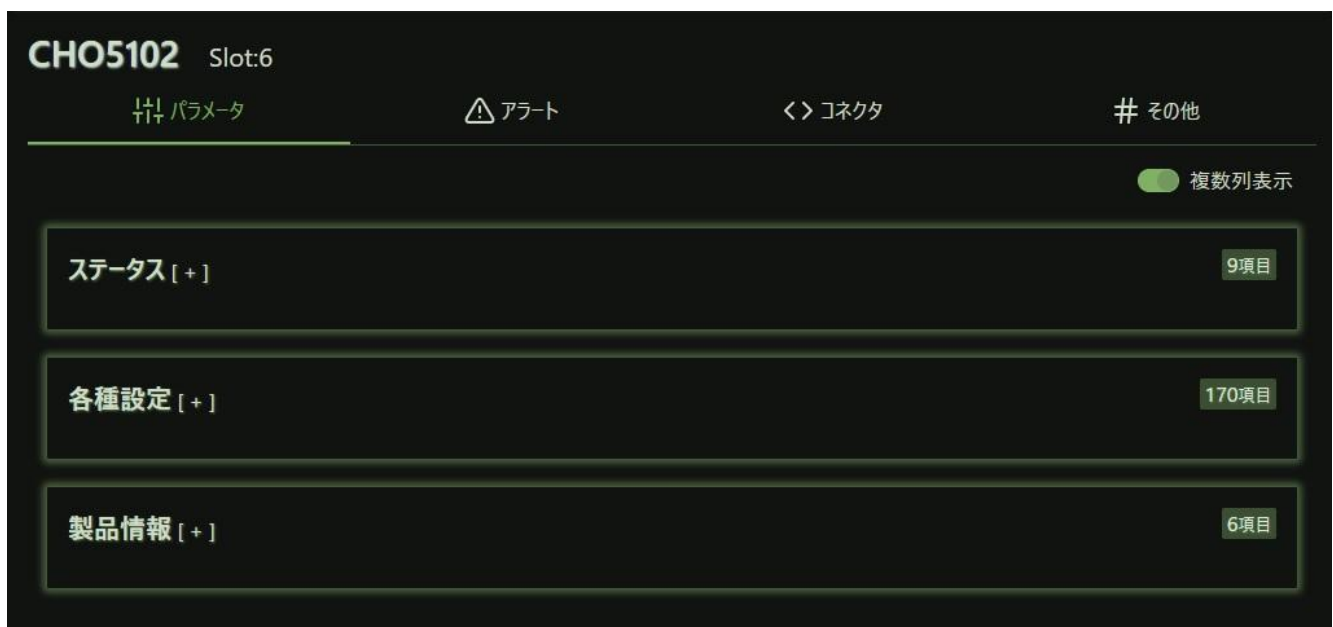 CHO5102 Slot:6
パラメータ アラート コネクタ その他
複数列表示
ステータス [ + ] 9項目
各種設定 [ + ] 170項目
製品情報 [ + ] 6項目